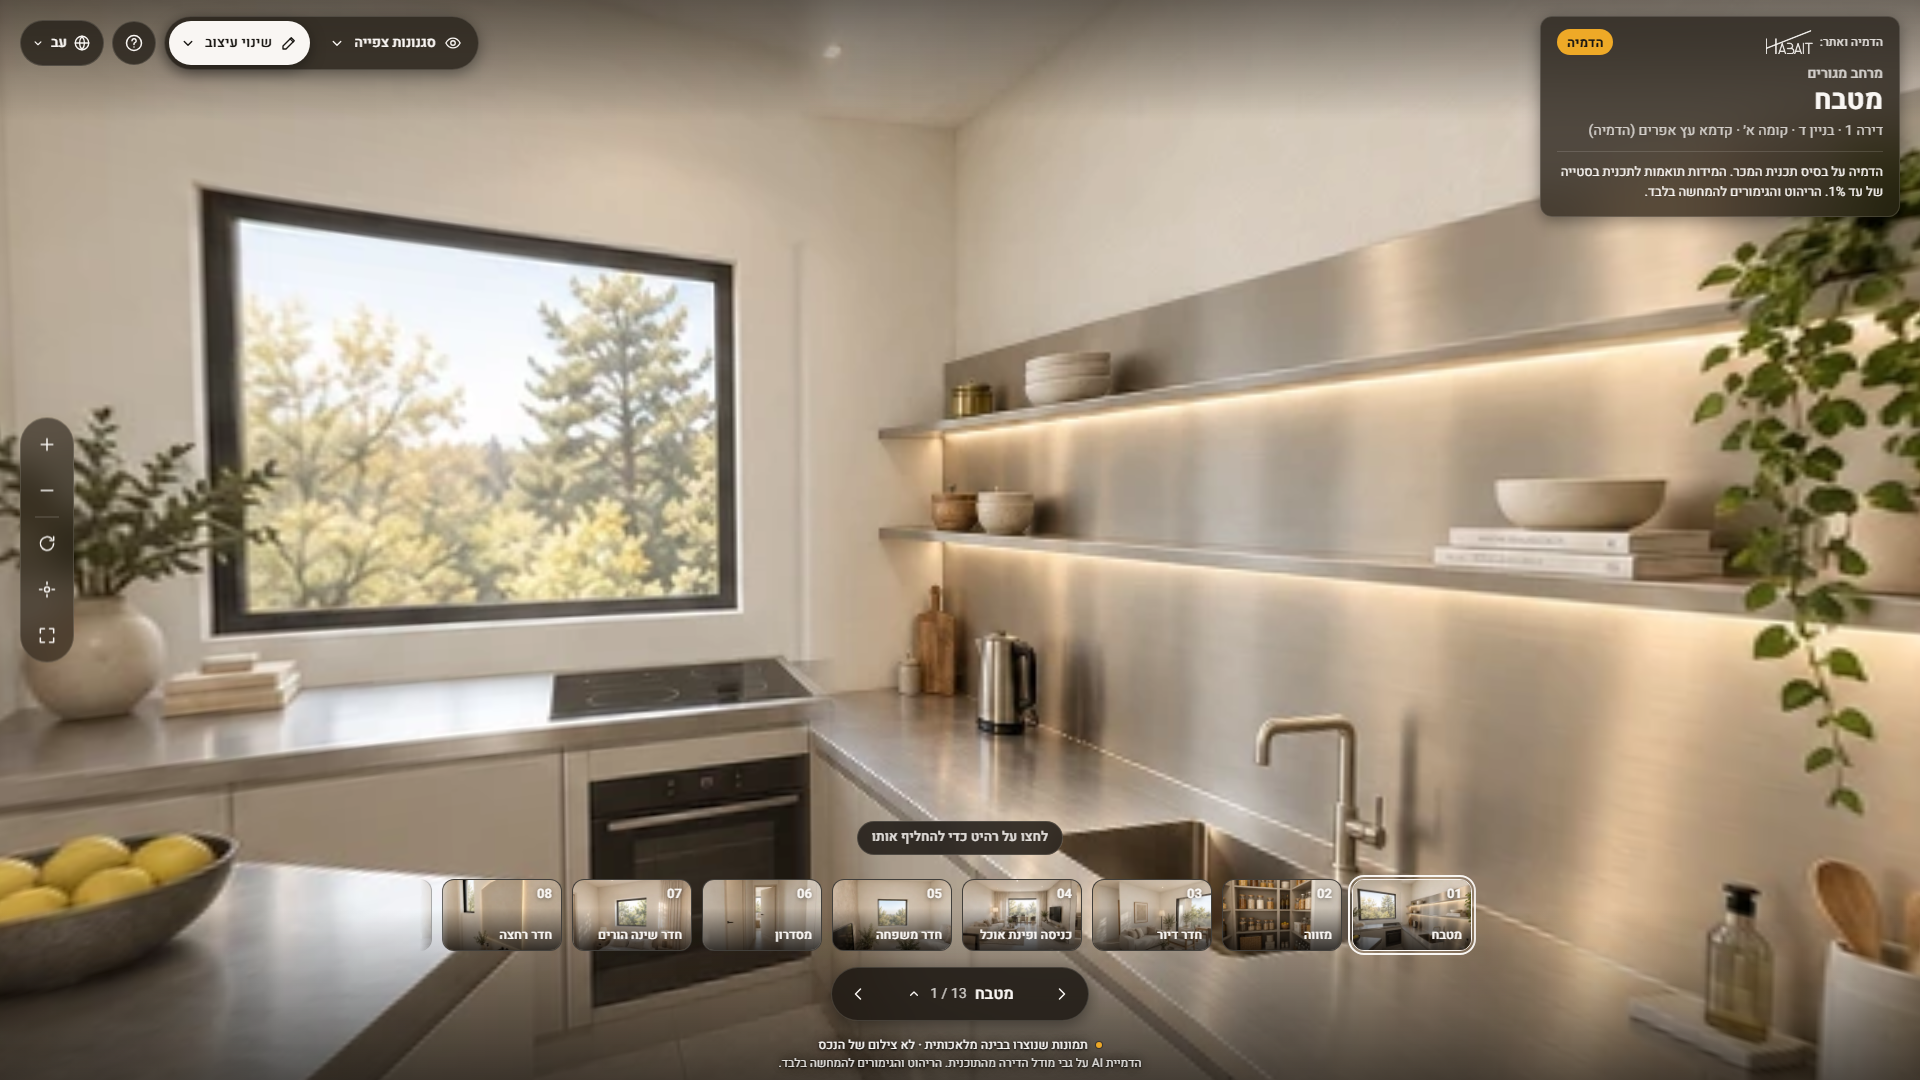 הדמיה ואתר: HABAIT
הדמיה
מרחב מגורים
מטבח
דירה 1 · בניין ד · קומה א' · קדמא עץ אפרים (הדמיה)
הדמיה על בסיס תכנית המכר. המידות תואמות לתכנית בסטייה
של עד 1%. הריהוט והגימורים להמחשה בלבד.
סגנונות צפייה
שינוי עיצוב
עב
לחצו על רהיט כדי להחליף אותו
01 מטבח
02 מזווה
03 חדר דיור
04 כניסה ופינת אוכל
05 חדר משפחה
06 מסדרון
07 חדר שינה הורים
08 חדר רחצה
מטבח 1 / 13
תמונות שנוצרו בבינה מלאכותית · לא צילום של הנכס
הדמיית AI על גבי מודל הדירה מהתוכנית. הריהוט והגימורים להמחשה בלבד.